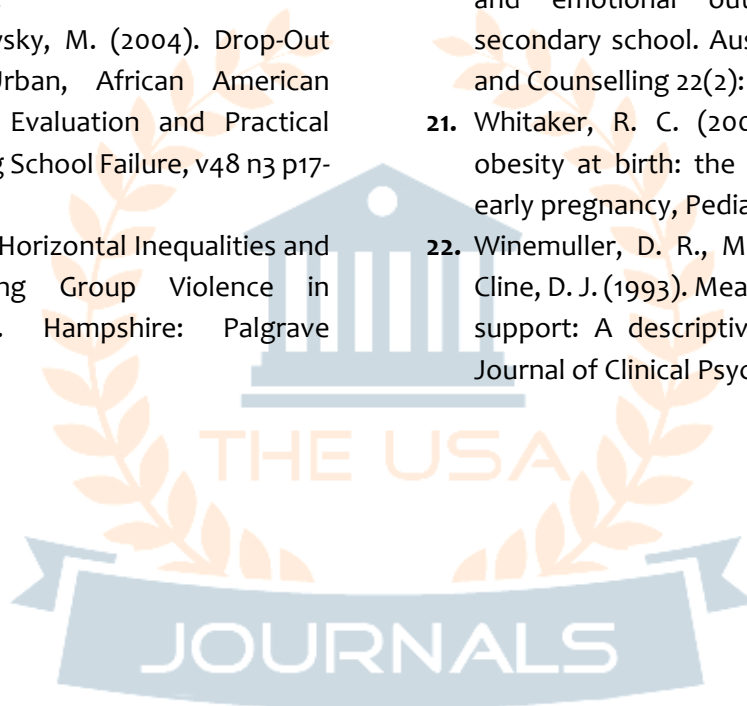 vsky, M. (2004). Drop-Out
Urban, African American
Evaluation and Practical
g School Failure, v48 n3 p17-
Horizontal Inequalities and
ng Group Violence in
. Hampshire: Palgrave
and emotional out
secondary school. Aus
and Counselling 22(2):
21. Whitaker, R. C. (200
obesity at birth: the
early pregnancy, Pedia
22. Winemuller, D. R., M
Cline, D. J. (1993). Mea
support: A descriptiv
Journal of Clinical Psyc
THE USA
JOURNALS